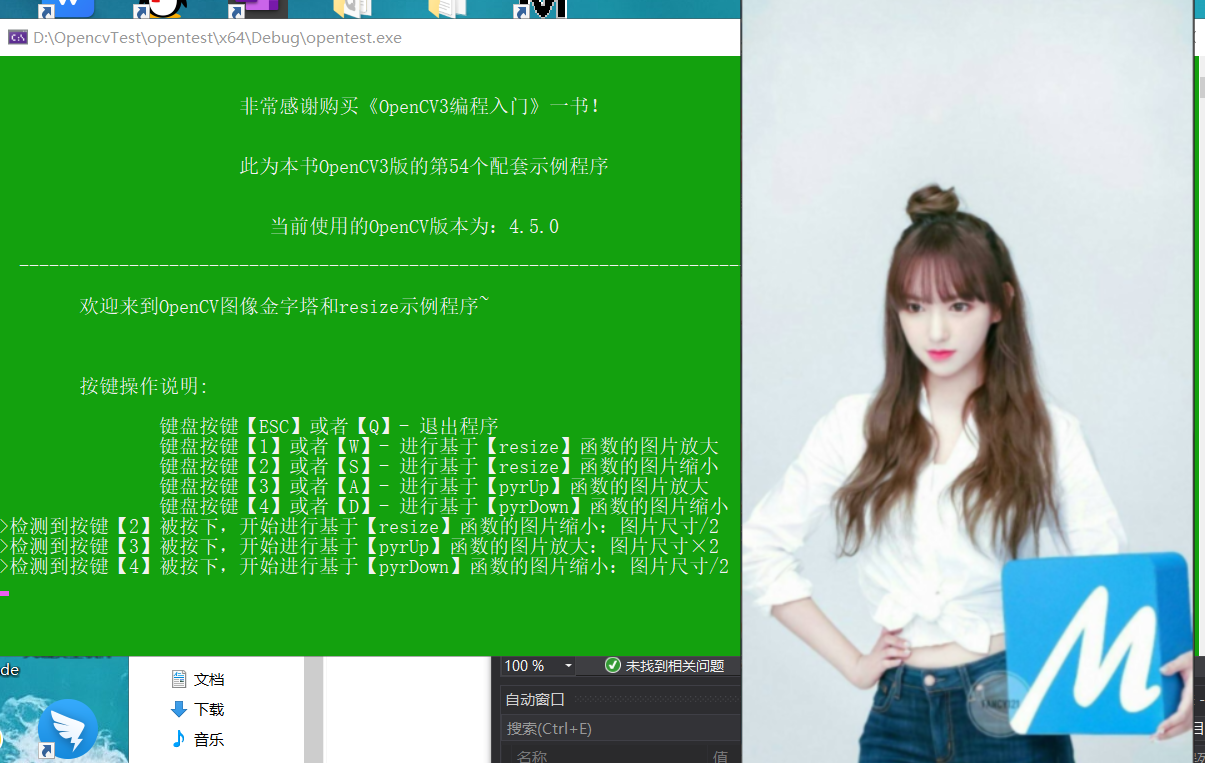 D:\OpencvTest\opentest\x64\Debug\opentest.exe
非常感谢购买《OpenCV3编程入门》一书!
此为本书OpenCV3版的第54个配套示例程序
当前使用的OpenCV版本为: 4.5.0
------------------------------------------------------------------------
欢迎来到OpenCV图像金字塔和resize示例程序~
按键操作说明:
键盘按键【ESC】或者【Q】- 退出程序
键盘按键【1】或者【W】- 进行基于【resize】函数的图片放大
键盘按键【2】或者【S】- 进行基于【resize】函数的图片缩小
键盘按键【3】或者【A】- 进行基于【pyrUp】函数的图片放大
键盘按键【4】或者【D】- 进行基于【pyrDown】函数的图片缩小
>检测到按键【2】被按下，开始进行基于【resize】函数的图片缩小：图片尺寸/2
>检测到按键【3】被按下，开始进行基于【pyrUp】函数的图片放大：图片尺寸×2
>检测到按键【4】被按下，开始进行基于【pyrDown】函数的图片缩小：图片尺寸/2
de
文档
下载
音乐
100 %
未找到相关问题
自动窗口
搜索(Ctrl+E)
名称
值
M